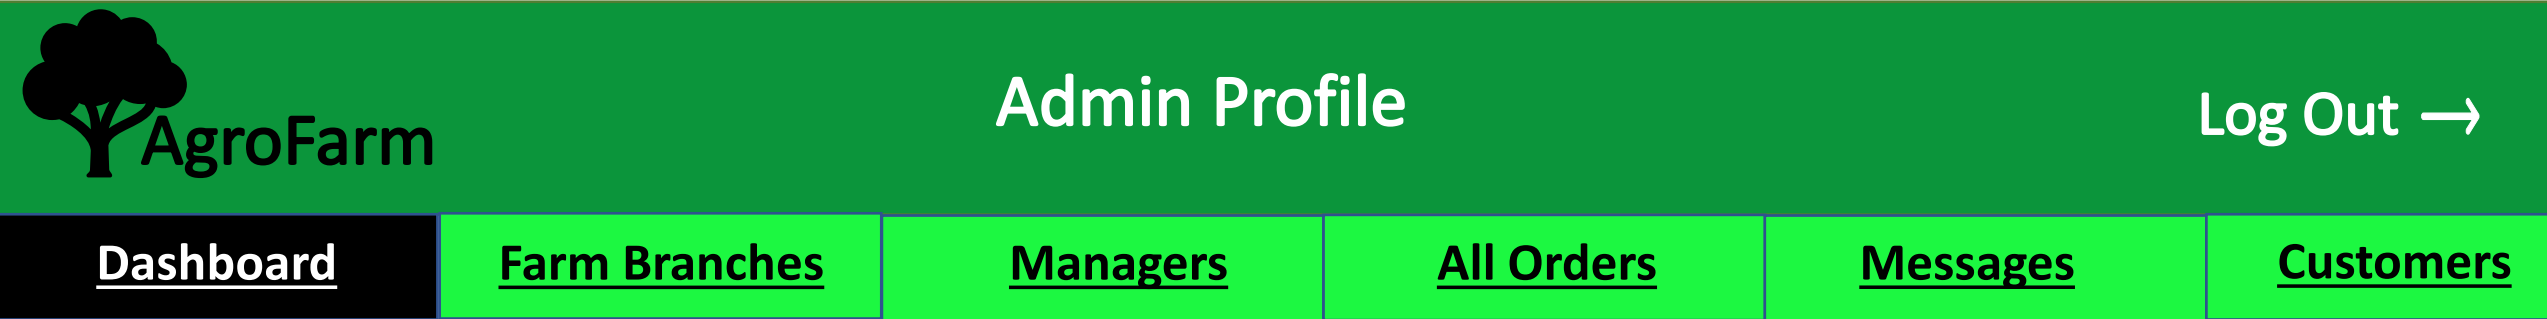 AgroFarm
Admin Profile
Log Out →
Dashboard
Farm Branches
Managers
All Orders
Messages
Customers